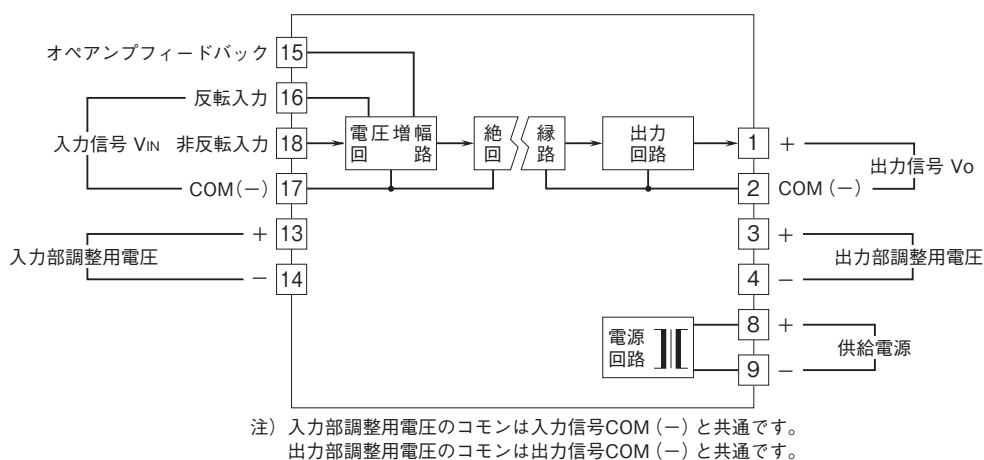 オペアンプフィードバック 15
反転入力 16
入力信号 VIN 非反転入力 18
COM(−) 17
+ 13
入力部調整用電圧
− 14
電圧増幅
回路
絶縁
回路
出力
回路
1 +
出力信号 Vo
2 COM(−)
3 +
出力部調整用電圧
4 −
電源
回路
8 +
供給電源
9 −
注)入力部調整用電圧のコモンは入力信号COM(−)と共通です。
出力部調整用電圧のコモンは出力信号COM(−)と共通です。